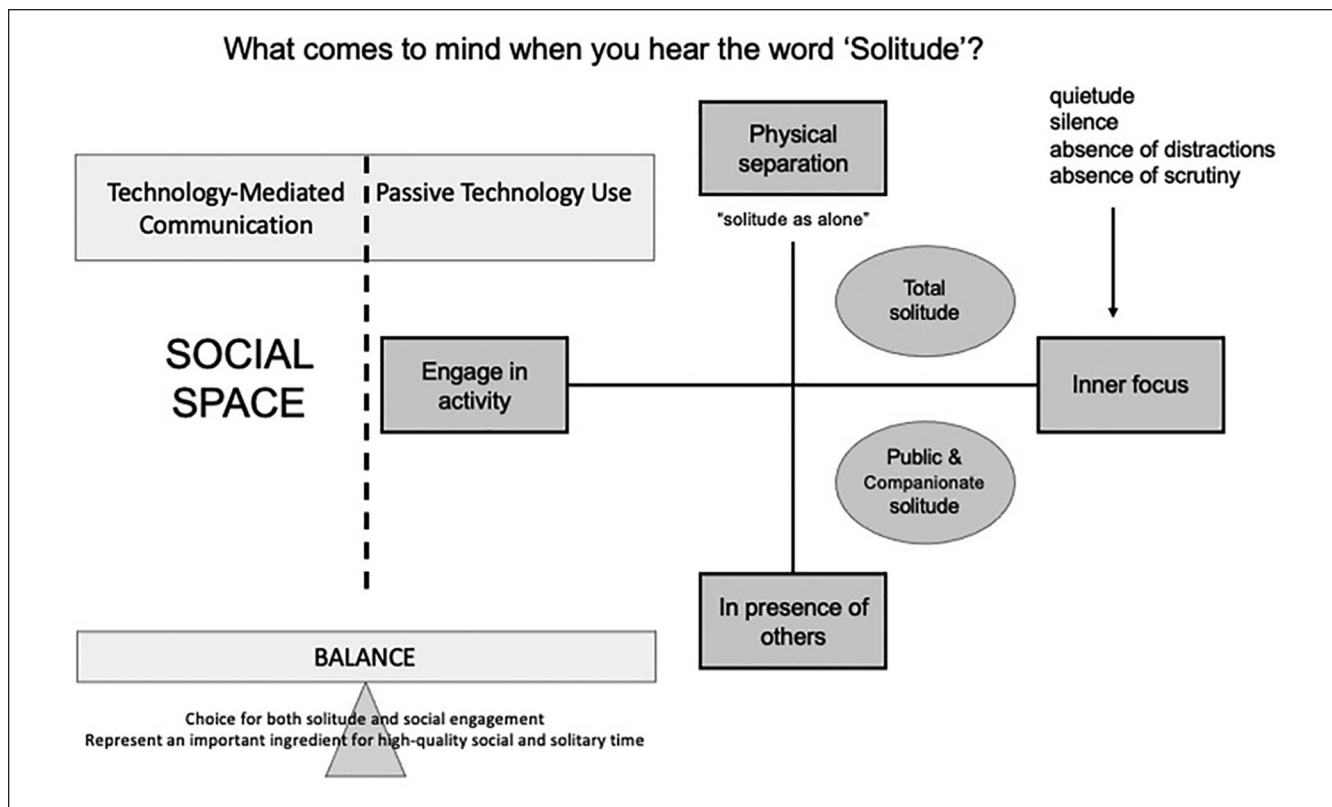 What comes to mind when you hear the word ‘Solitude’?
Technology-Mediated
Communication
Passive Technology Use
SOCIAL
SPACE
Engage in
activity
Physical
separation
"solitude as alone"
Total
solitude
quietude
silence
absence of distractions
absence of scrutiny
Inner focus
Public &
Companionate
solitude
In presence of
others
BALANCE
Choice for both solitude and social engagement
Represent an important ingredient for high-quality social and solitary time